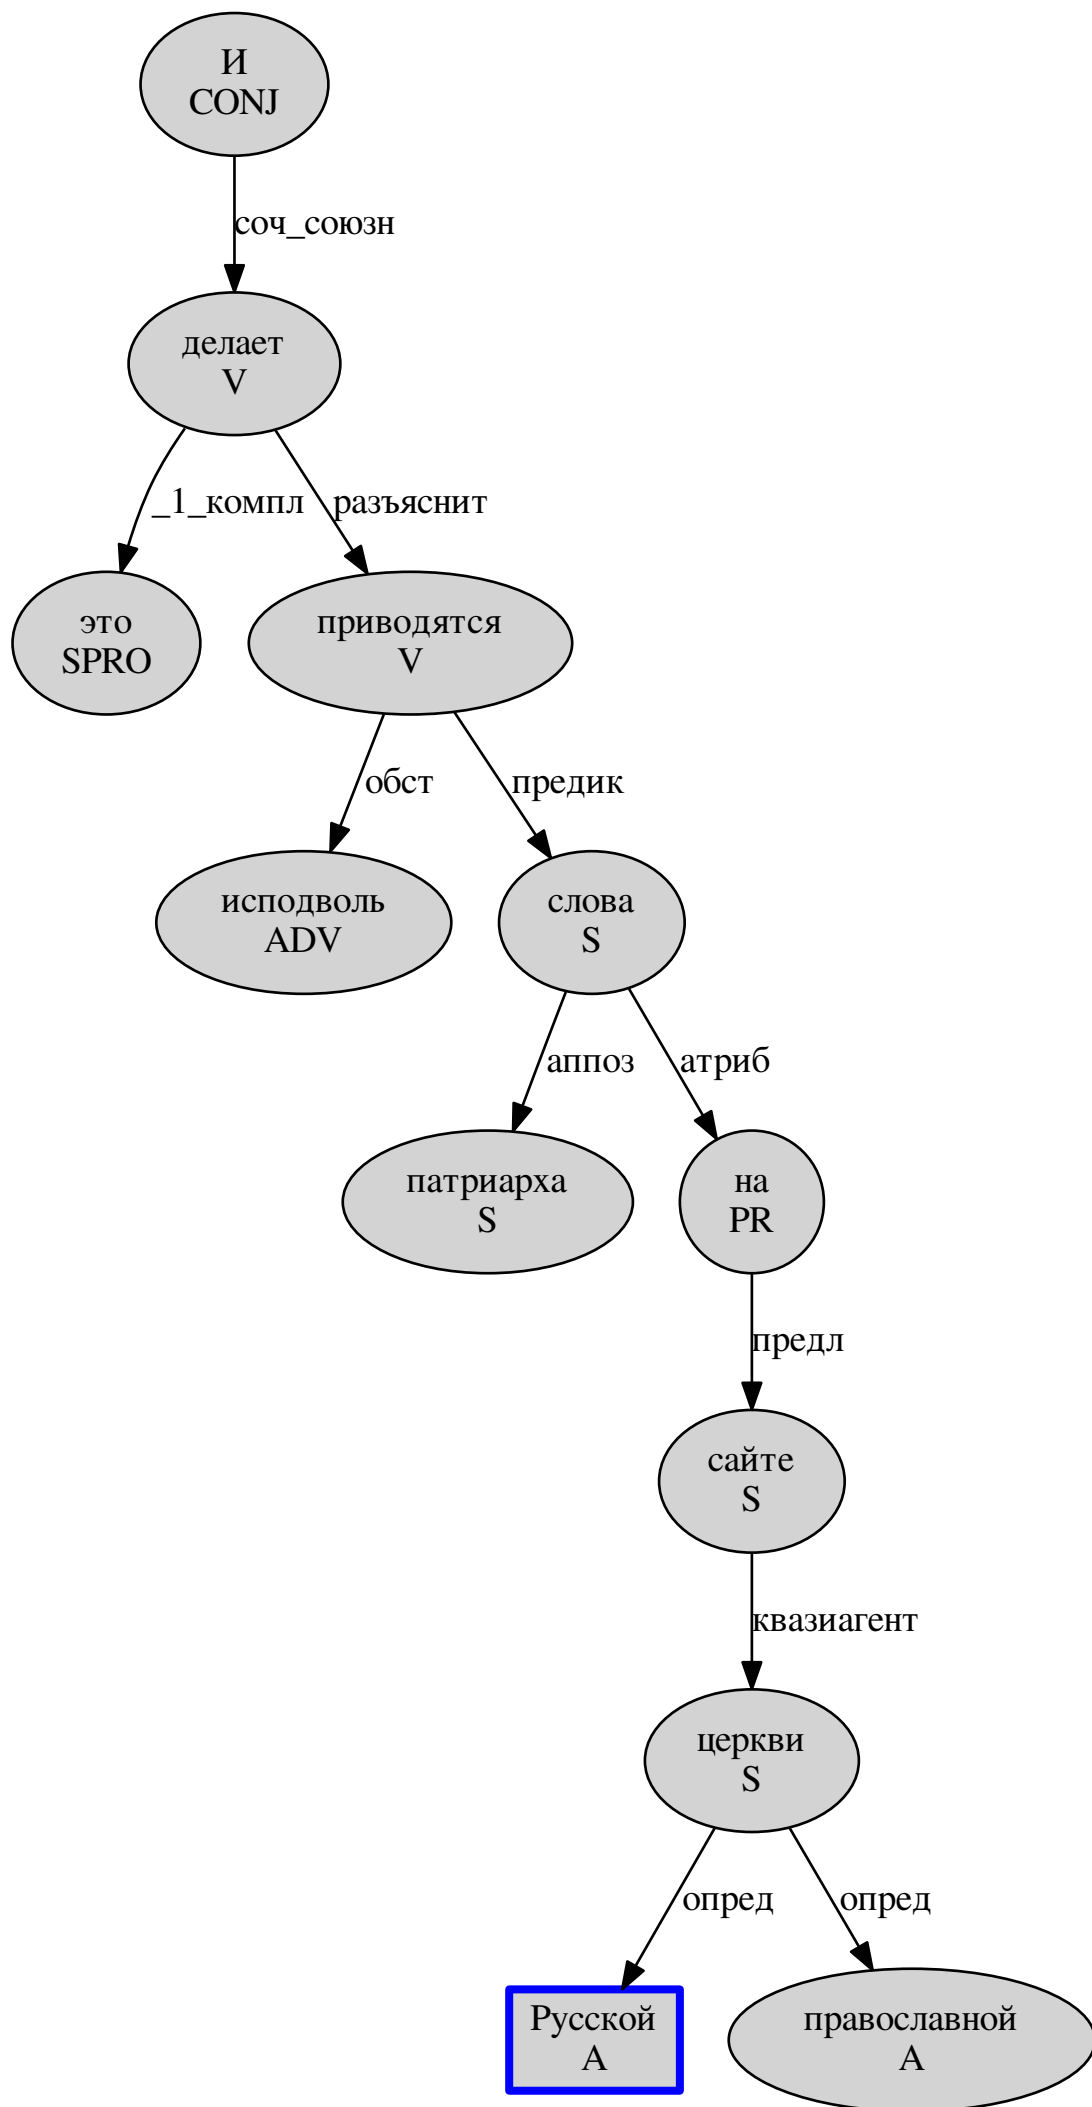 И
CONJ
соч_союзн
делает
V
_1_компл
разъяснит
это
SPRO
приводятся
V
обст
предик
исподволь
ADV
слова
S
аппоз
атриб
патриарха
S
на
PR
предл
сайте
S
квазиагент
церкви
S
опред
опред
Русской
A
православной
A